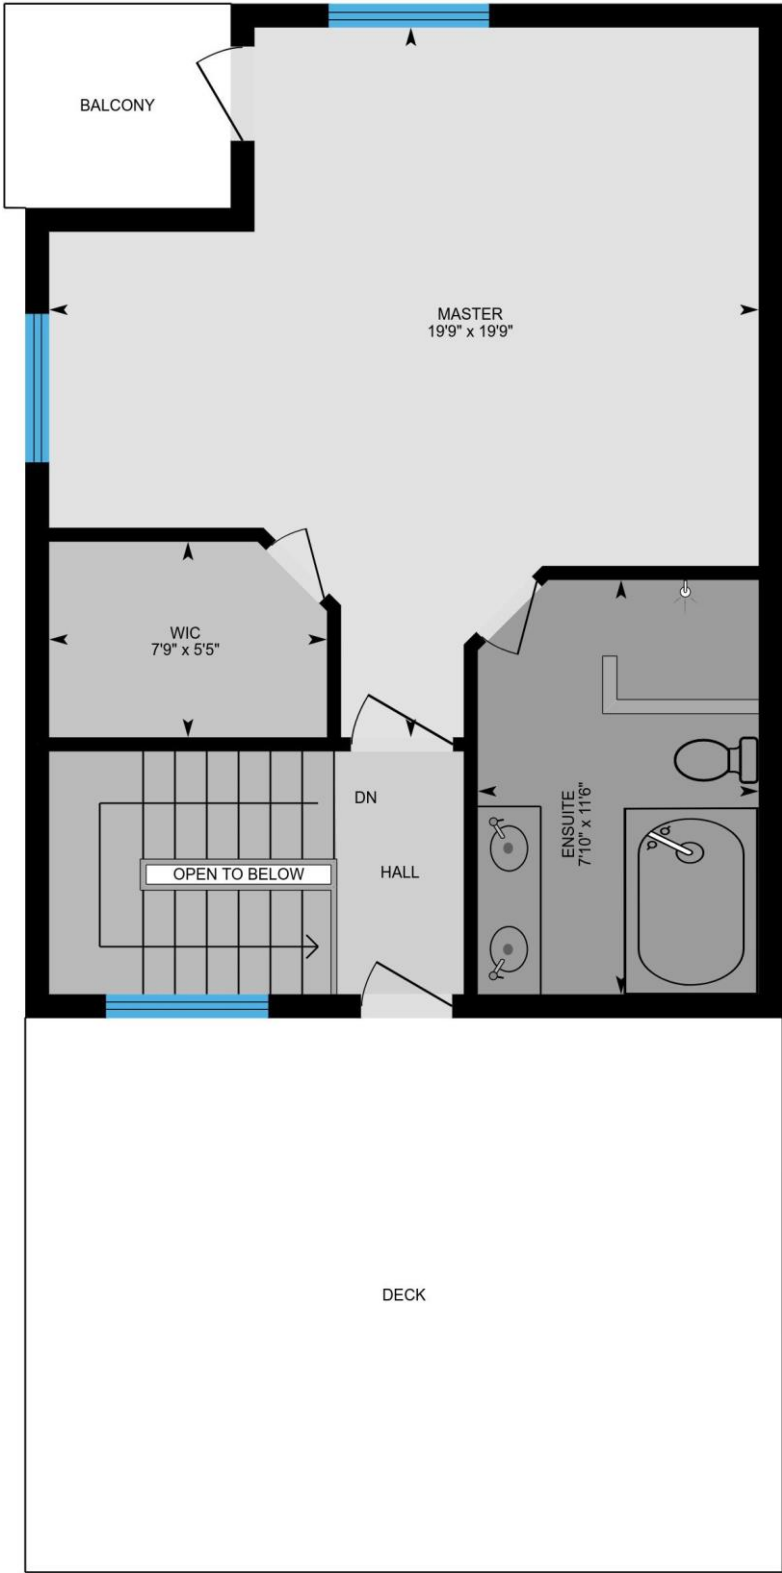 BALCONY
MASTER
19'9" x 19'9"
WIC
7'9" x 5'5"
DN
OPEN TO BELOW
HALL
ENSUITE
7'10" x 11'6"
DECK